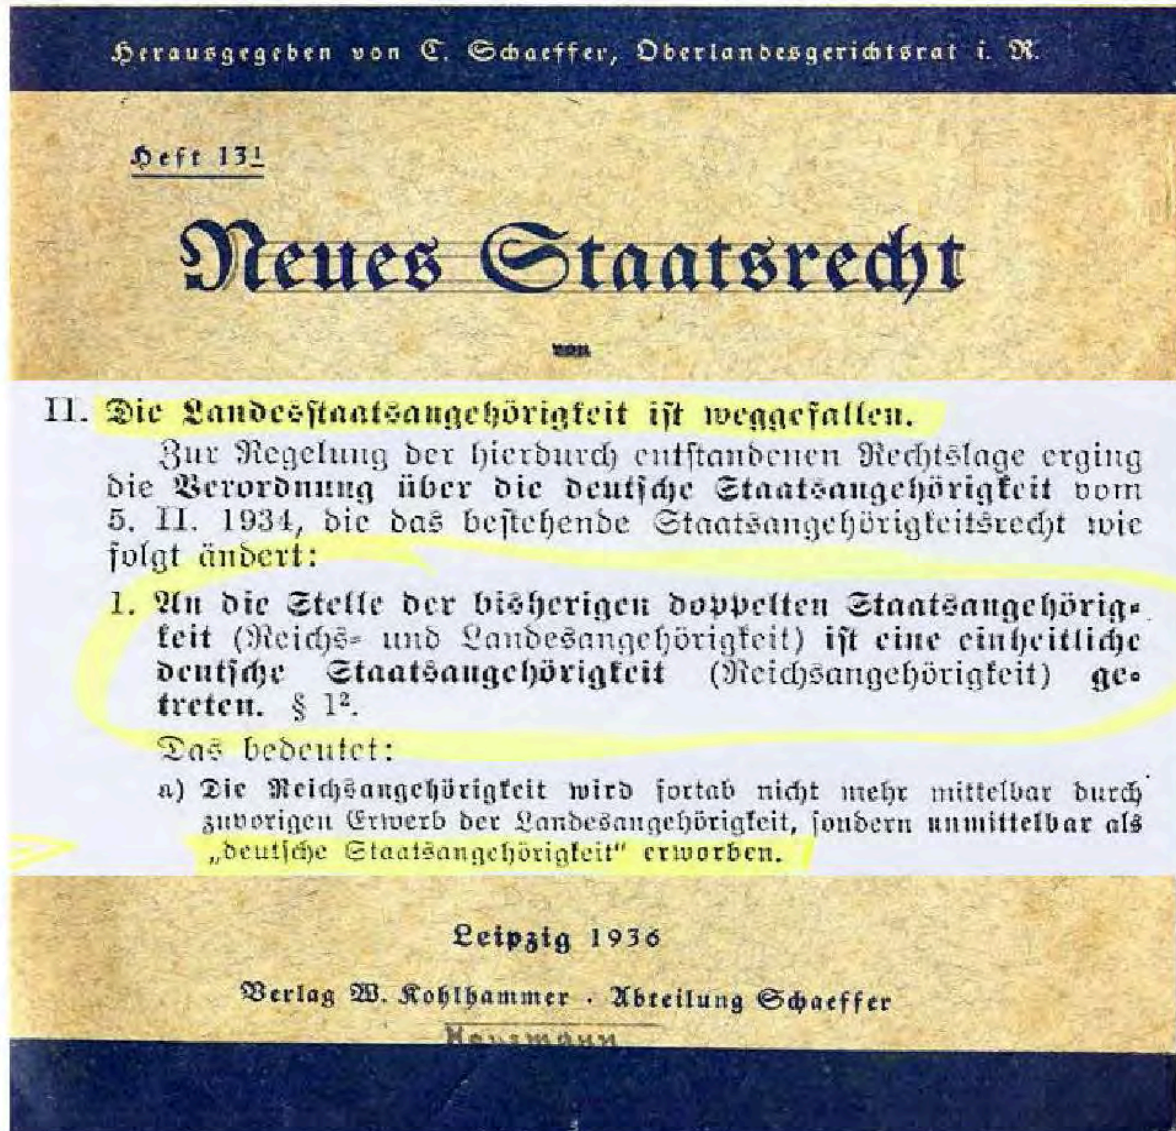 Herausgegeben von C. Schaeffer, Oberlandesgerichtsrat i. R.
Heft 13¹
Neues Staatsrecht
von
II. Die Landesstaatsangehörigkeit ist weggefallen.
Zur Regelung der hierdurch entstandenen Rechtslage erging
die Verordnung über die deutsche Staatsangehörigkeit vom
5. II. 1934, die das bestehende Staatsangehörigkeitsrecht wie
folgt ändert:
1. An die Stelle der bisherigen doppelten Staatsangehörig-
keit (Reichs- und Landesangehörigkeit) ist eine einheitliche
deutsche Staatsangehörigkeit (Reichsangehörigkeit) ge-
treten. § 1².
Das bedeutet:
a) Die Reichsangehörigkeit wird fortab nicht mehr mittelbar durch
zuvorigen Erwerb der Landesangehörigkeit, sondern unmittelbar als
„deutsche Staatsangehörigkeit" erworben.
Leipzig 1936
Verlag W. Kohlhammer · Abteilung Schaeffer